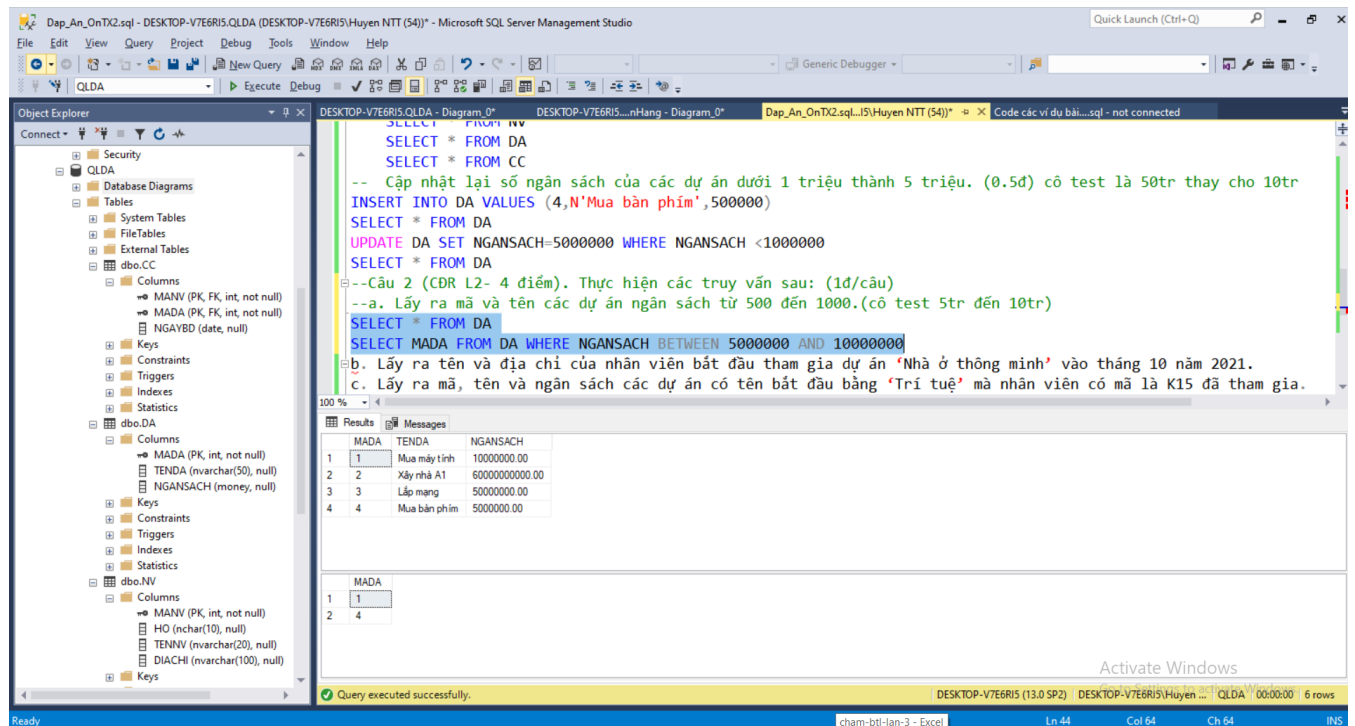 Dap_An_OnTX2.sql - DESKTOP-V7E6RI5.QLDA (DESKTOP-V7E6RI5\Huyen NTT (54))* - Microsoft SQL Server Management Studio
Quick Launch (Ctrl+Q)
File Edit View Query Project Debug Tools Window Help
New Query
Generic Debugger
QLDA
Execute Debug
Object Explorer
Connect
Security
QLDA
Database Diagrams
Tables
System Tables
FileTables
External Tables
dbo.CC
Columns
MANV (PK, FK, int, not null)
MADA (PK, FK, int, not null)
NGAYBD (date, null)
Keys
Constraints
Triggers
Indexes
Statistics
dbo.DA
Columns
MADA (PK, int, not null)
TENDA (nvarchar(50), null)
NGANSACH (money, null)
Keys
Constraints
Triggers
Indexes
Statistics
dbo.NV
Columns
MANV (PK, int, not null)
HO (nchar(10), null)
TENNV (nvarchar(20), null)
DIACHI (nvarchar(100), null)
Keys
DESKTOP-V7E6RI5.QLDA - Diagram_0* DESKTOP-V7E6RI5....nHang - Diagram_0* Dap_An_OnTX2.sql...I5\Huyen NTT (54))* Code các ví dụ bài....sql - not connected
SELECT * FROM NV
SELECT * FROM DA
SELECT * FROM CC
-- Cập nhật lại số ngân sách của các dự án dưới 1 triệu thành 5 triệu. (0.5đ) cô test là 50tr thay cho 10tr
INSERT INTO DA VALUES (4,N'Mua bàn phím',500000)
SELECT * FROM DA
UPDATE DA SET NGANSACH=5000000 WHERE NGANSACH <1000000
SELECT * FROM DA
--Câu 2 (CĐR L2- 4 điểm). Thực hiện các truy vấn sau: (1đ/câu)
--a. Lấy ra mã và tên các dự án ngân sách từ 500 đến 1000.(cô test 5tr đến 10tr)
SELECT * FROM DA
SELECT MADA FROM DA WHERE NGANSACH BETWEEN 5000000 AND 10000000
b. Lấy ra tên và địa chỉ của nhân viên bắt đầu tham gia dự án ‘Nhà ở thông minh’ vào tháng 10 năm 2021.
c. Lấy ra mã, tên và ngân sách các dự án có tên bắt đầu bằng ‘Trí tuệ’ mà nhân viên có mã là K15 đã tham gia.
100 %
Results Messages
MADA TENDA NGANSACH
1 1 Mua máy tính 10000000.00
2 2 Xây nhà A1 60000000000.00
3 3 Lắp mạng 50000000.00
4 4 Mua bàn phím 5000000.00
MADA
1 1
2 4
Activate Windows
Go to Settings to activate Windows.
Query executed successfully.
DESKTOP-V7E6RI5 (13.0 SP2) DESKTOP-V7E6RI5\Huyen ... QLDA 00:00:00 6 rows
Ready
cham-btl-lan-3 - Excel
Ln 44 Col 64 Ch 64 INS